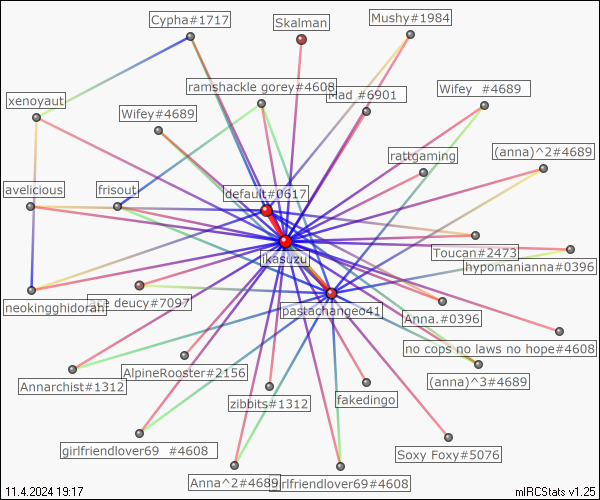 Cypha#1717
Skalman
Mushy#1984
ramshackle gorey#4608
Mad #6901
Wifey #4689
xenoyaut
Wifey#4689
rattgaming
(anna)^2#4689
avelicious
frisout
default#0617
ikasuzu
Toucan#2473
hypomanianna#0396
neokingghidorah
deucy#7097
pastachangeo41
Anna.#0396
no cops no laws no hope#4608
AlpineRooster#2156
Annarchist#1312
(anna)^3#4689
zibbits#1312
fakedingo
girlfriendlover69 #4608
Soxy Foxy#5076
Anna^2#4689
girlfriendlover69#4608
11.4.2024 19:17
mIRCStats v1.25